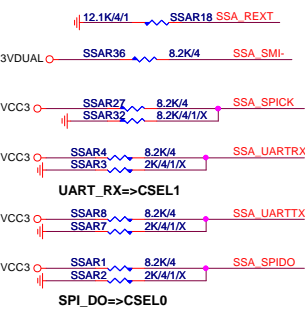 12.1K/4/1 SSAR18 SSA_REXT
SSAR36 8.2K/4 SSA_SMI-
3VDUAL
SSAR27 8.2K/4 SSA_SPICK
VCC3
SSAR32 8.2K/4/1/X
SSAR4 8.2K/4 SSA_UARTRX
VCC3
SSAR3 2K/4/1/X
UART_RX=>CSEL1
SSAR8 8.2K/4 SSA_UARTTX
VCC3
SSAR7 2K/4/1/X
SSAR1 8.2K/4 SSA_SPIDO
VCC3
SSAR2 2K/4/1/X
SPI_DO=>CSEL0